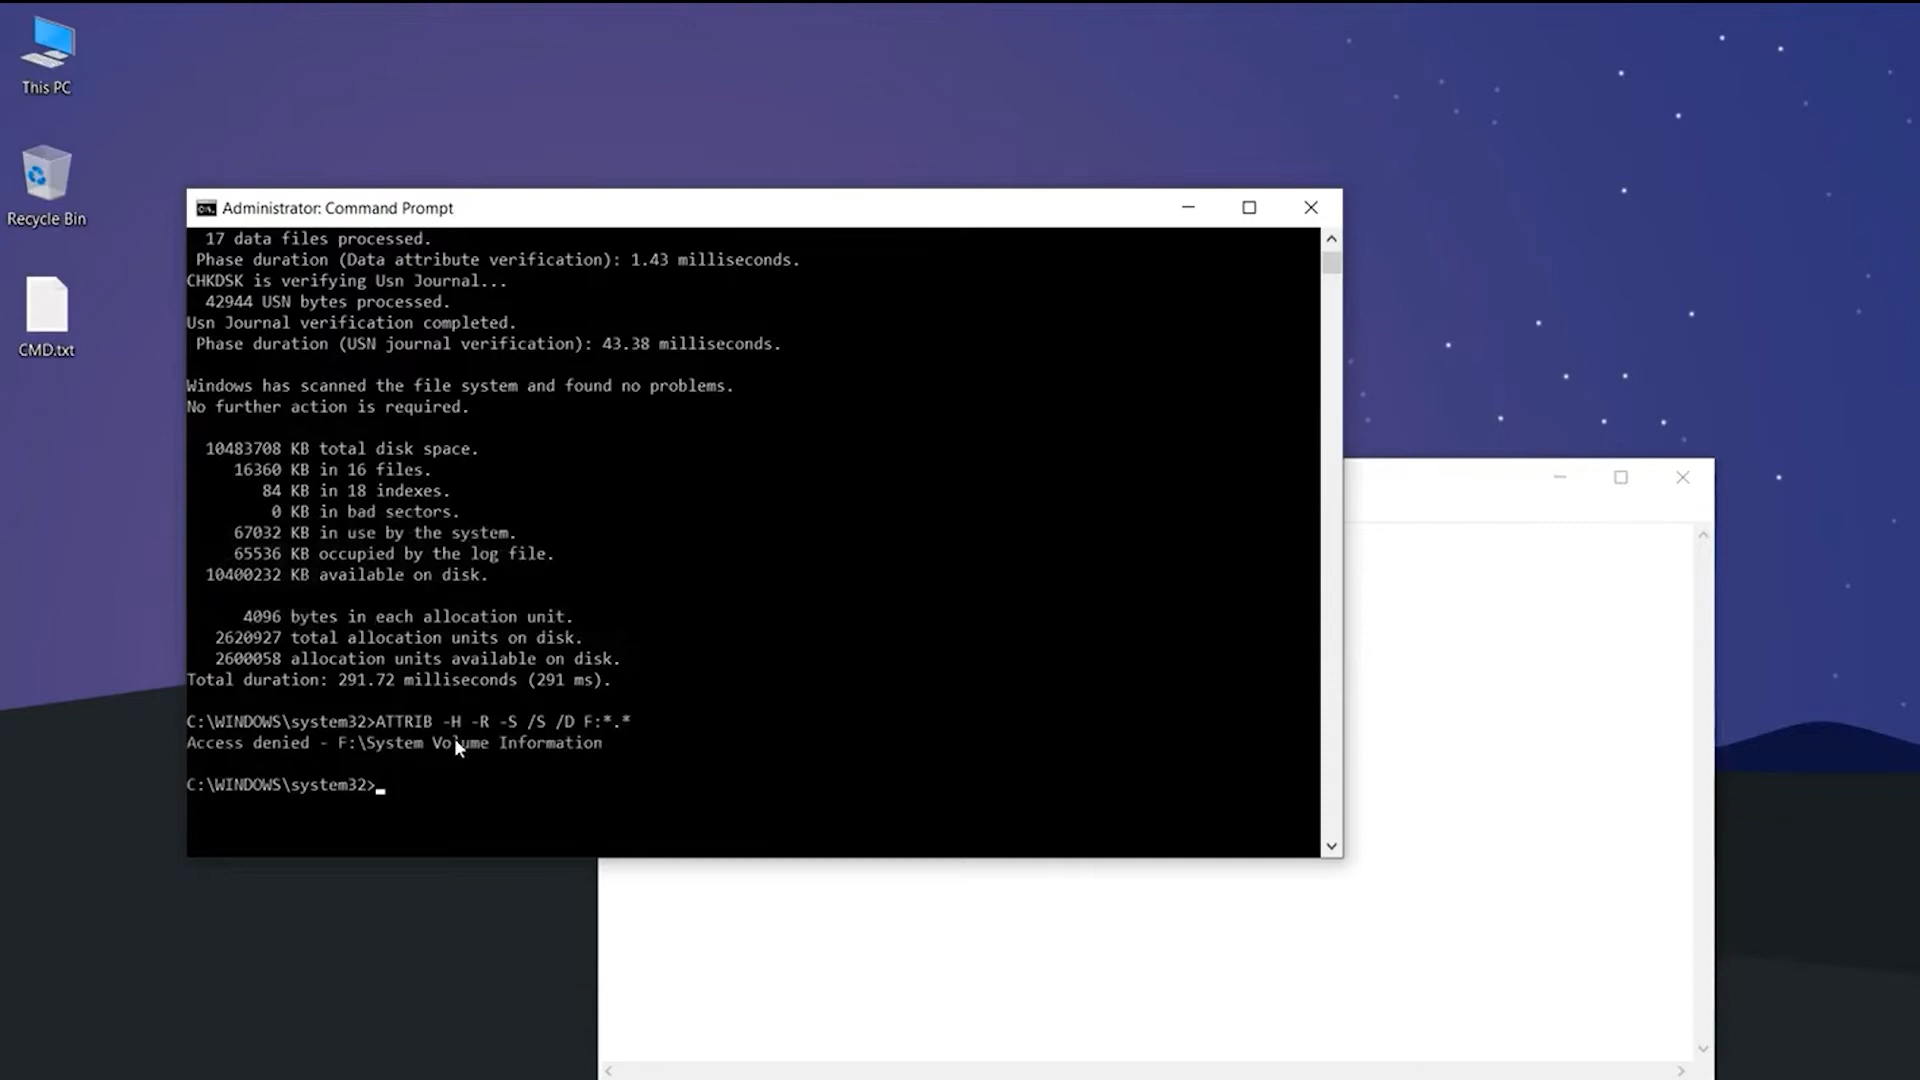 This PC
Recycle Bin
CMD.txt
Administrator: Command Prompt
17 data files processed.
Phase duration (Data attribute verification): 1.43 milliseconds.
CHKDSK is verifying Usn Journal...
42944 USN bytes processed.
Usn Journal verification completed.
Phase duration (USN journal verification): 43.38 milliseconds.
Windows has scanned the file system and found no problems.
No further action is required.
10483708 KB total disk space.
16360 KB in 16 files.
84 KB in 18 indexes.
0 KB in bad sectors.
67032 KB in use by the system.
65536 KB occupied by the log file.
10400232 KB available on disk.
4096 bytes in each allocation unit.
2620927 total allocation units on disk.
2600058 allocation units available on disk.
Total duration: 291.72 milliseconds (291 ms).
C:\WINDOWS\system32>ATTRIB -H -R -S /S /D F:*.*
Access denied - F:\System Volume Information
C:\WINDOWS\system32>_